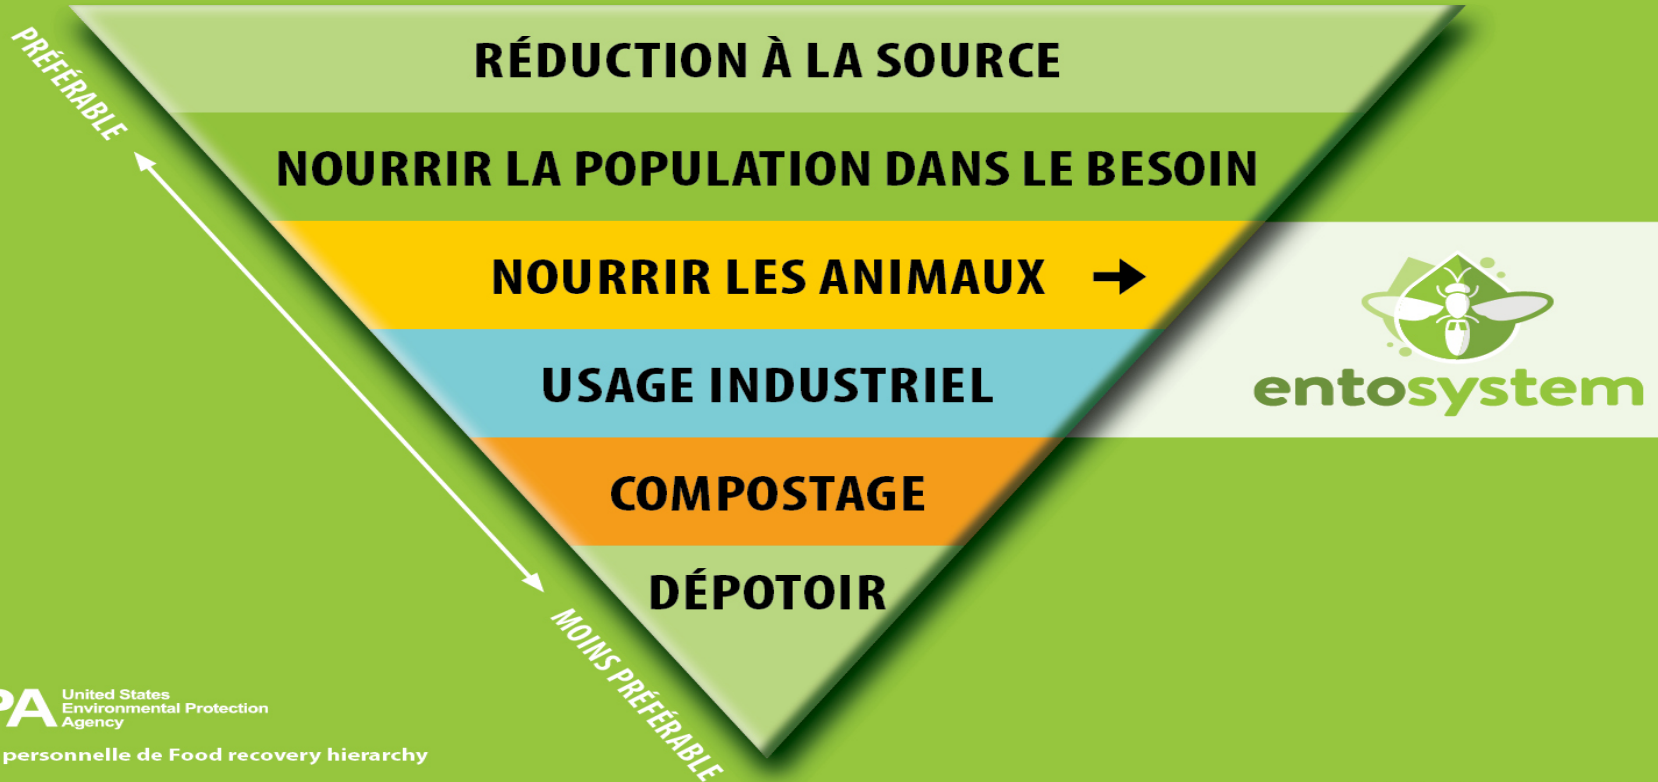 PRÉFÉRABLE
RÉDUCTION À LA SOURCE
NOURRIR LA POPULATION DANS LE BESOIN
NOURRIR LES ANIMAUX →
USAGE INDUSTRIEL
entosystem
COMPOSTAGE
DÉPOTOIR
MOINS PRÉFÉRABLE
PA
United States
Environmental Protection
Agency
personnelle de Food recovery hierarchy